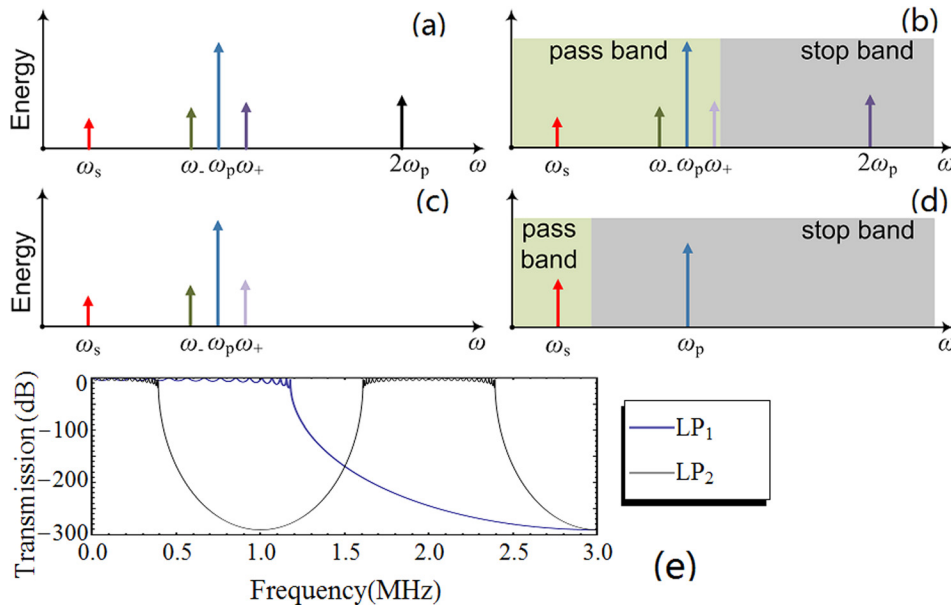 (a)
Energy
ωs ω- ωp ω+ 2ωp ω
(b)
pass band stop band
ωs ω- ωp ω+ 2ωp ω
(c)
Energy
ωs ω- ωp ω+ ω
(d)
pass
band
stop band
ωs ωp ω
Transmission (dB)
0
−100
−200
−300
0.0 0.5 1.0 1.5 2.0 2.5 3.0
Frequency(MHz)
LP1
LP2
(e)